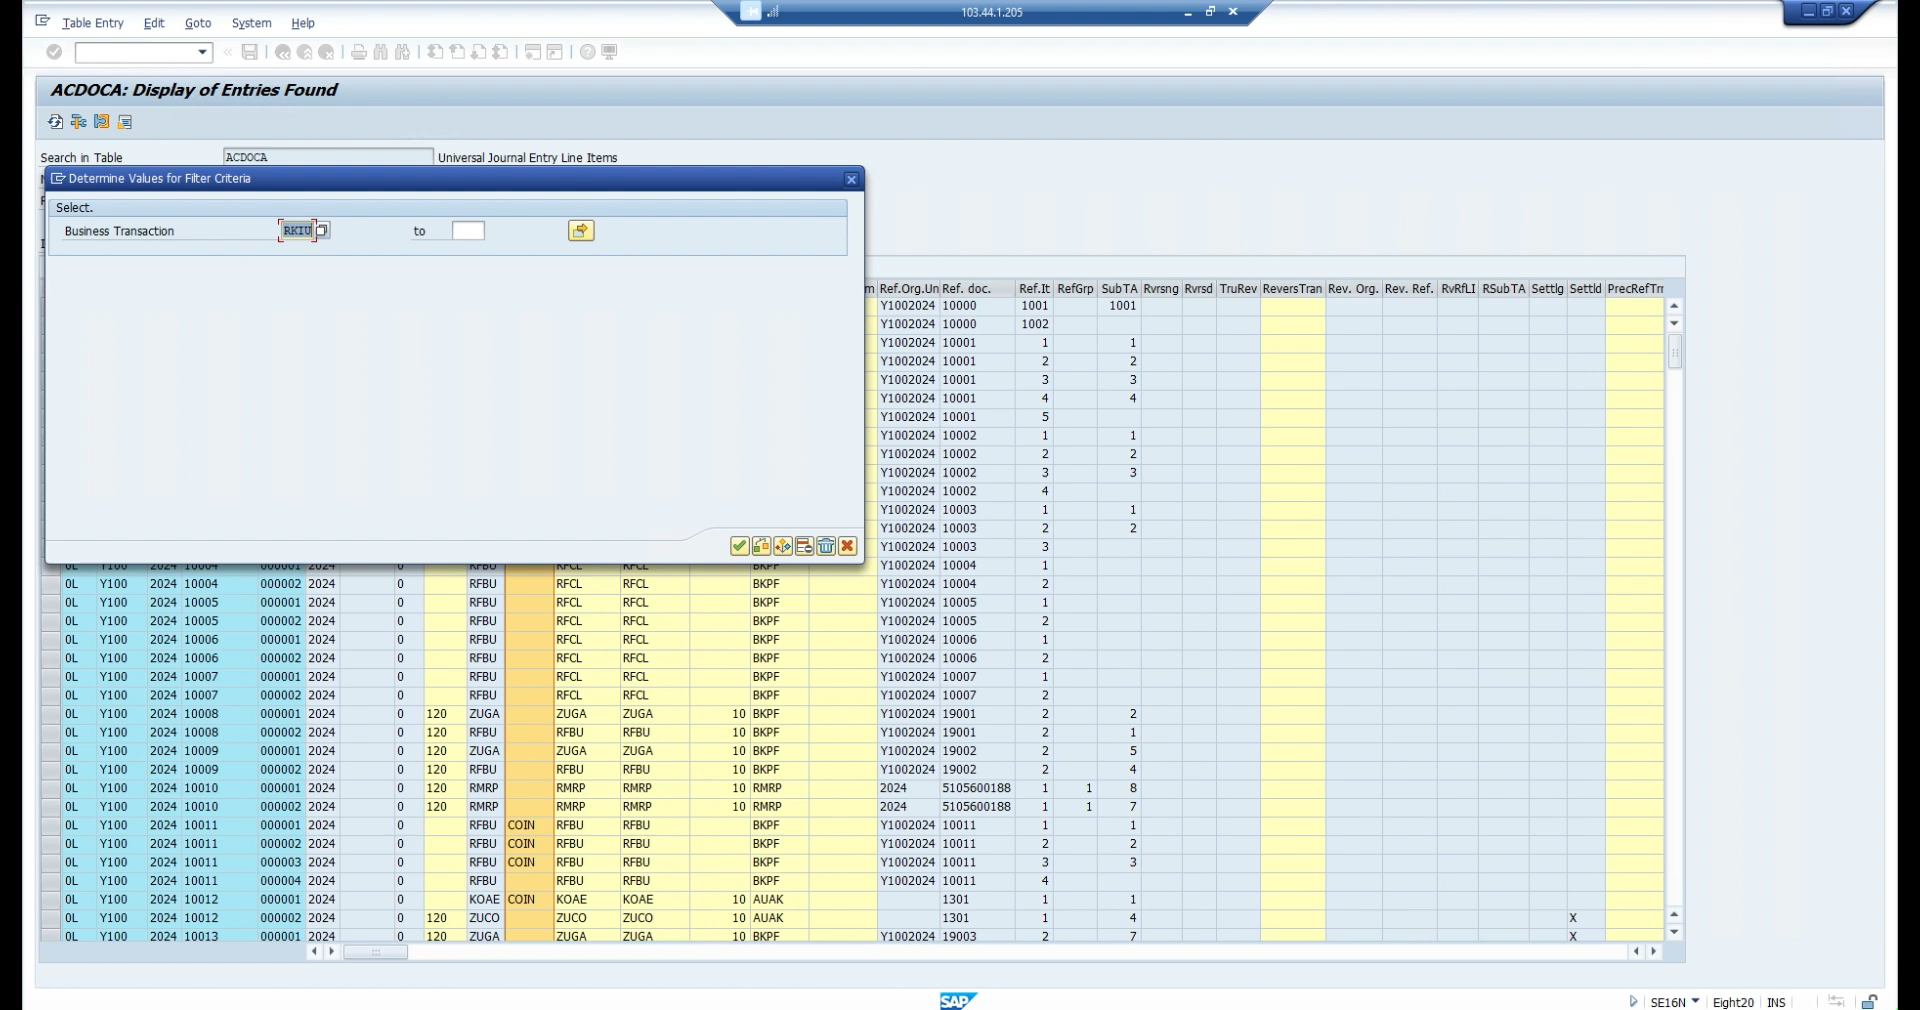 103.44.1.205
Table Entry Edit Goto System Help
ACDOCA: Display of Entries Found
Search in Table ACDOCA Universal Journal Entry Line Items
Determine Values for Filter Criteria
Select.
Business Transaction RKIU to
Ref.Org.Un Ref. doc. Ref.It RefGrp SubTA Rvrsng Rvrsd TruRev ReversTran Rev. Org. Rev. Ref. RvRfLI RSubTA Settlg Settld
Y1002024 10000 1001 1001
Y1002024 10000 1002
Y1002024 10001 1 1
Y1002024 10001 2 2
Y1002024 10001 3 3
Y1002024 10001 4 4
Y1002024 10001 5
Y1002024 10002 1 1
Y1002024 10002 2 2
Y1002024 10002 3 3
Y1002024 10002 4
Y1002024 10003 1 1
Y1002024 10003 2 2
Y1002024 10003 3
0L Y100 2024 10004 000001 2024 0 RFBU RFCL RFCL BKPF Y1002024 10004 1
0L Y100 2024 10004 000002 2024 0 RFBU RFCL RFCL BKPF Y1002024 10004 2
0L Y100 2024 10005 000001 2024 0 RFBU RFCL RFCL BKPF Y1002024 10005 1
0L Y100 2024 10005 000002 2024 0 RFBU RFCL RFCL BKPF Y1002024 10005 2
0L Y100 2024 10006 000001 2024 0 RFBU RFCL RFCL BKPF Y1002024 10006 1
0L Y100 2024 10006 000002 2024 0 RFBU RFCL RFCL BKPF Y1002024 10006 2
0L Y100 2024 10007 000001 2024 0 RFBU RFCL RFCL BKPF Y1002024 10007 1
0L Y100 2024 10007 000002 2024 0 RFBU RFCL RFCL BKPF Y1002024 10007 2
0L Y100 2024 10008 000001 2024 0 120 ZUGA ZUGA ZUGA 10 BKPF Y1002024 19001 2 2
0L Y100 2024 10008 000002 2024 0 120 RFBU RFBU RFBU 10 BKPF Y1002024 19001 2 1
0L Y100 2024 10009 000001 2024 0 120 ZUGA ZUGA ZUGA 10 BKPF Y1002024 19002 2 5
0L Y100 2024 10009 000002 2024 0 120 RFBU RFBU RFBU 10 BKPF Y1002024 19002 2 4
0L Y100 2024 10010 000001 2024 0 120 RMRP RMRP RMRP 10 RMRP 2024 5105600188 1 1 8
0L Y100 2024 10010 000002 2024 0 120 RMRP RMRP RMRP 10 RMRP 2024 5105600188 1 1 7
0L Y100 2024 10011 000001 2024 0 RFBU COIN RFBU RFBU BKPF Y1002024 10011 1 1
0L Y100 2024 10011 000002 2024 0 RFBU COIN RFBU RFBU BKPF Y1002024 10011 2 2
0L Y100 2024 10011 000003 2024 0 RFBU COIN RFBU RFBU BKPF Y1002024 10011 3 3
0L Y100 2024 10011 000004 2024 0 RFBU RFBU RFBU BKPF Y1002024 10011 4
0L Y100 2024 10012 000001 2024 0 KOAE COIN KOAE KOAE 10 AUAK 1301 1 1
0L Y100 2024 10012 000002 2024 0 120 ZUCO ZUCO ZUCO 10 AUAK 1301 1 4 X
0L Y100 2024 10013 000001 2024 0 120 ZUGA ZUGA ZUGA 10 BKPF Y1002024 19003 2 7 X
SAP
SE16N Eight20 INS